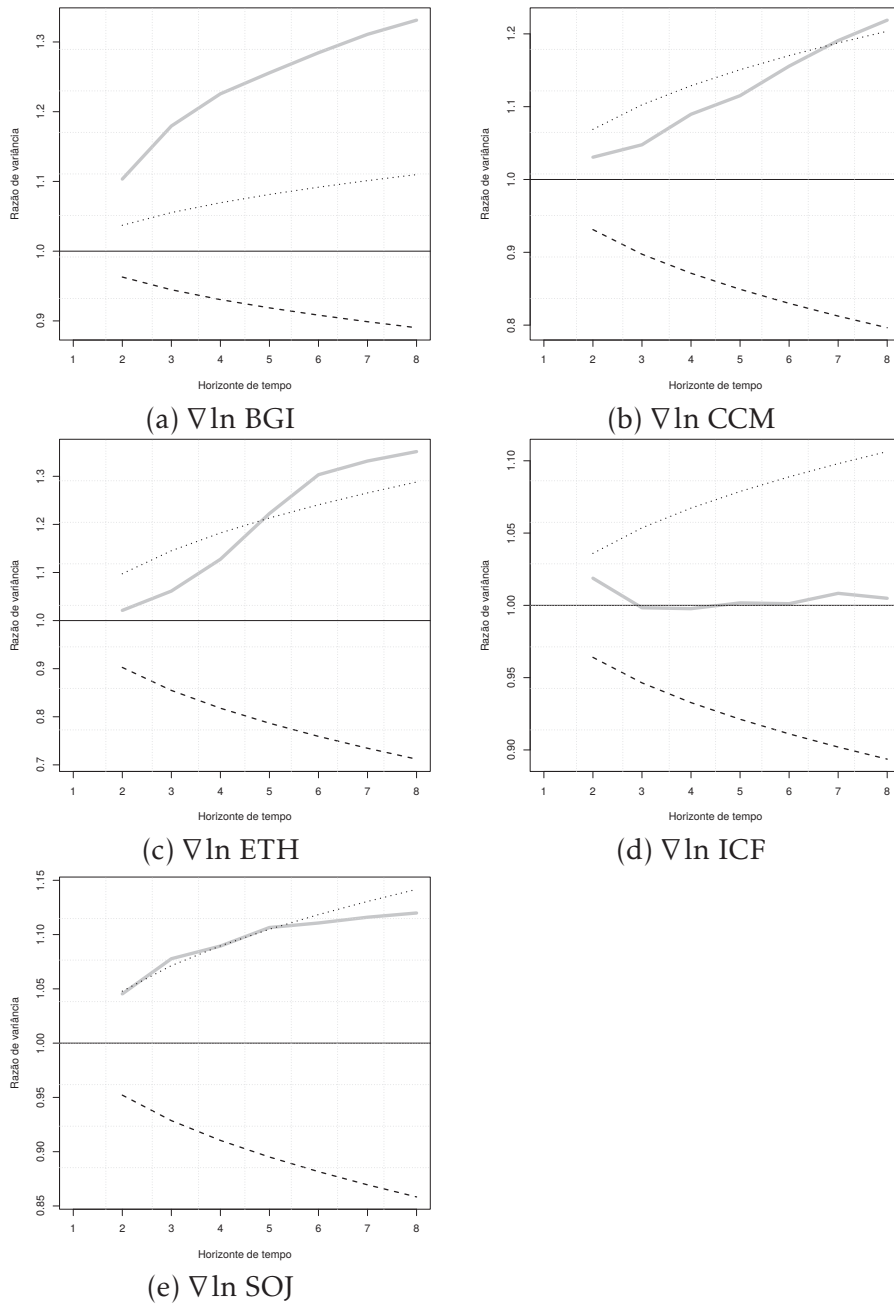 1.3
1.2
1.1
1.0
0.9
Razão de variância
1 2 3 4 5 6 7 8
Horizonte de tempo
(a) ∇ln BGI
1.2
1.1
1.0
0.9
0.8
Razão de variância
1 2 3 4 5 6 7 8
Horizonte de tempo
(b) ∇ln CCM
1.3
1.2
1.1
1.0
0.9
0.8
0.7
Razão de variância
1 2 3 4 5 6 7 8
Horizonte de tempo
(c) ∇ln ETH
1.10
1.05
1.00
0.95
0.90
Razão de variância
1 2 3 4 5 6 7 8
Horizonte de tempo
(d) ∇ln ICF
1.15
1.10
1.05
1.00
0.95
0.90
0.85
Razão de variância
1 2 3 4 5 6 7 8
Horizonte de tempo
(e) ∇ln SOJ